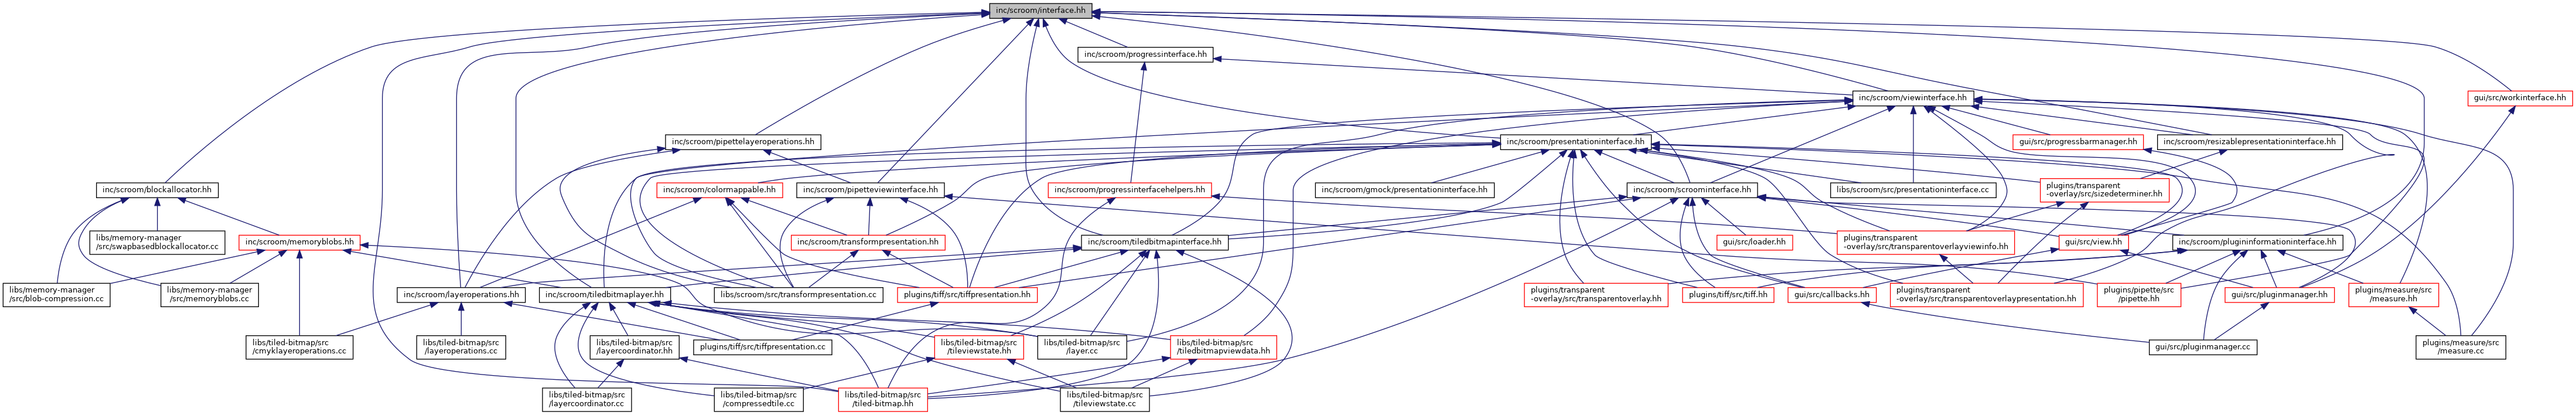 inc/scroom/interface.hh
inc/scroom/progressinterface.hh
inc/scroom/viewinterface.hh
gui/src/workinterface.hh
inc/scroom/pipettelayeroperations.hh
inc/scroom/presentationinterface.hh
gui/src/progressbarmanager.hh
inc/scroom/resizablepresentationinterface.hh
inc/scroom/blockallocator.hh
inc/scroom/colormappable.hh
inc/scroom/pipetteviewinterface.hh
inc/scroom/progressinterfacehelpers.hh
inc/scroom/gmock/presentationinterface.hh
inc/scroom/scroominterface.hh
libs/scroom/src/presentationinterface.cc
plugins/transparent
-overlay/src/sizedeterminer.hh
libs/memory-manager
/src/swapbasedblockallocator.cc
inc/scroom/memoryblobs.hh
inc/scroom/transformpresentation.hh
inc/scroom/tiledbitmapinterface.hh
gui/src/loader.hh
plugins/transparent
-overlay/src/transparentoverlayviewinfo.hh
gui/src/view.hh
inc/scroom/plugininformationinterface.hh
libs/memory-manager
/src/blob-compression.cc
libs/memory-manager
/src/memoryblobs.cc
inc/scroom/layeroperations.hh
inc/scroom/tiledbitmaplayer.hh
libs/scroom/src/transformpresentation.cc
plugins/tiff/src/tiffpresentation.hh
plugins/transparent
-overlay/src/transparentoverlay.hh
plugins/tiff/src/tiff.hh
gui/src/callbacks.hh
plugins/transparent
-overlay/src/transparentoverlaypresentation.hh
plugins/pipette/src
/pipette.hh
gui/src/pluginmanager.hh
plugins/measure/src
/measure.hh
libs/tiled-bitmap/src
/cmyklayeroperations.cc
libs/tiled-bitmap/src
/layeroperations.cc
libs/tiled-bitmap/src
/layercoordinator.hh
plugins/tiff/src/tiffpresentation.cc
libs/tiled-bitmap/src
/tileviewstate.hh
libs/tiled-bitmap/src
/layer.cc
libs/tiled-bitmap/src
/tiledbitmapviewdata.hh
gui/src/pluginmanager.cc
plugins/measure/src
/measure.cc
libs/tiled-bitmap/src
/layercoordinator.cc
libs/tiled-bitmap/src
/compressedtile.cc
libs/tiled-bitmap/src
/tiled-bitmap.hh
libs/tiled-bitmap/src
/tileviewstate.cc